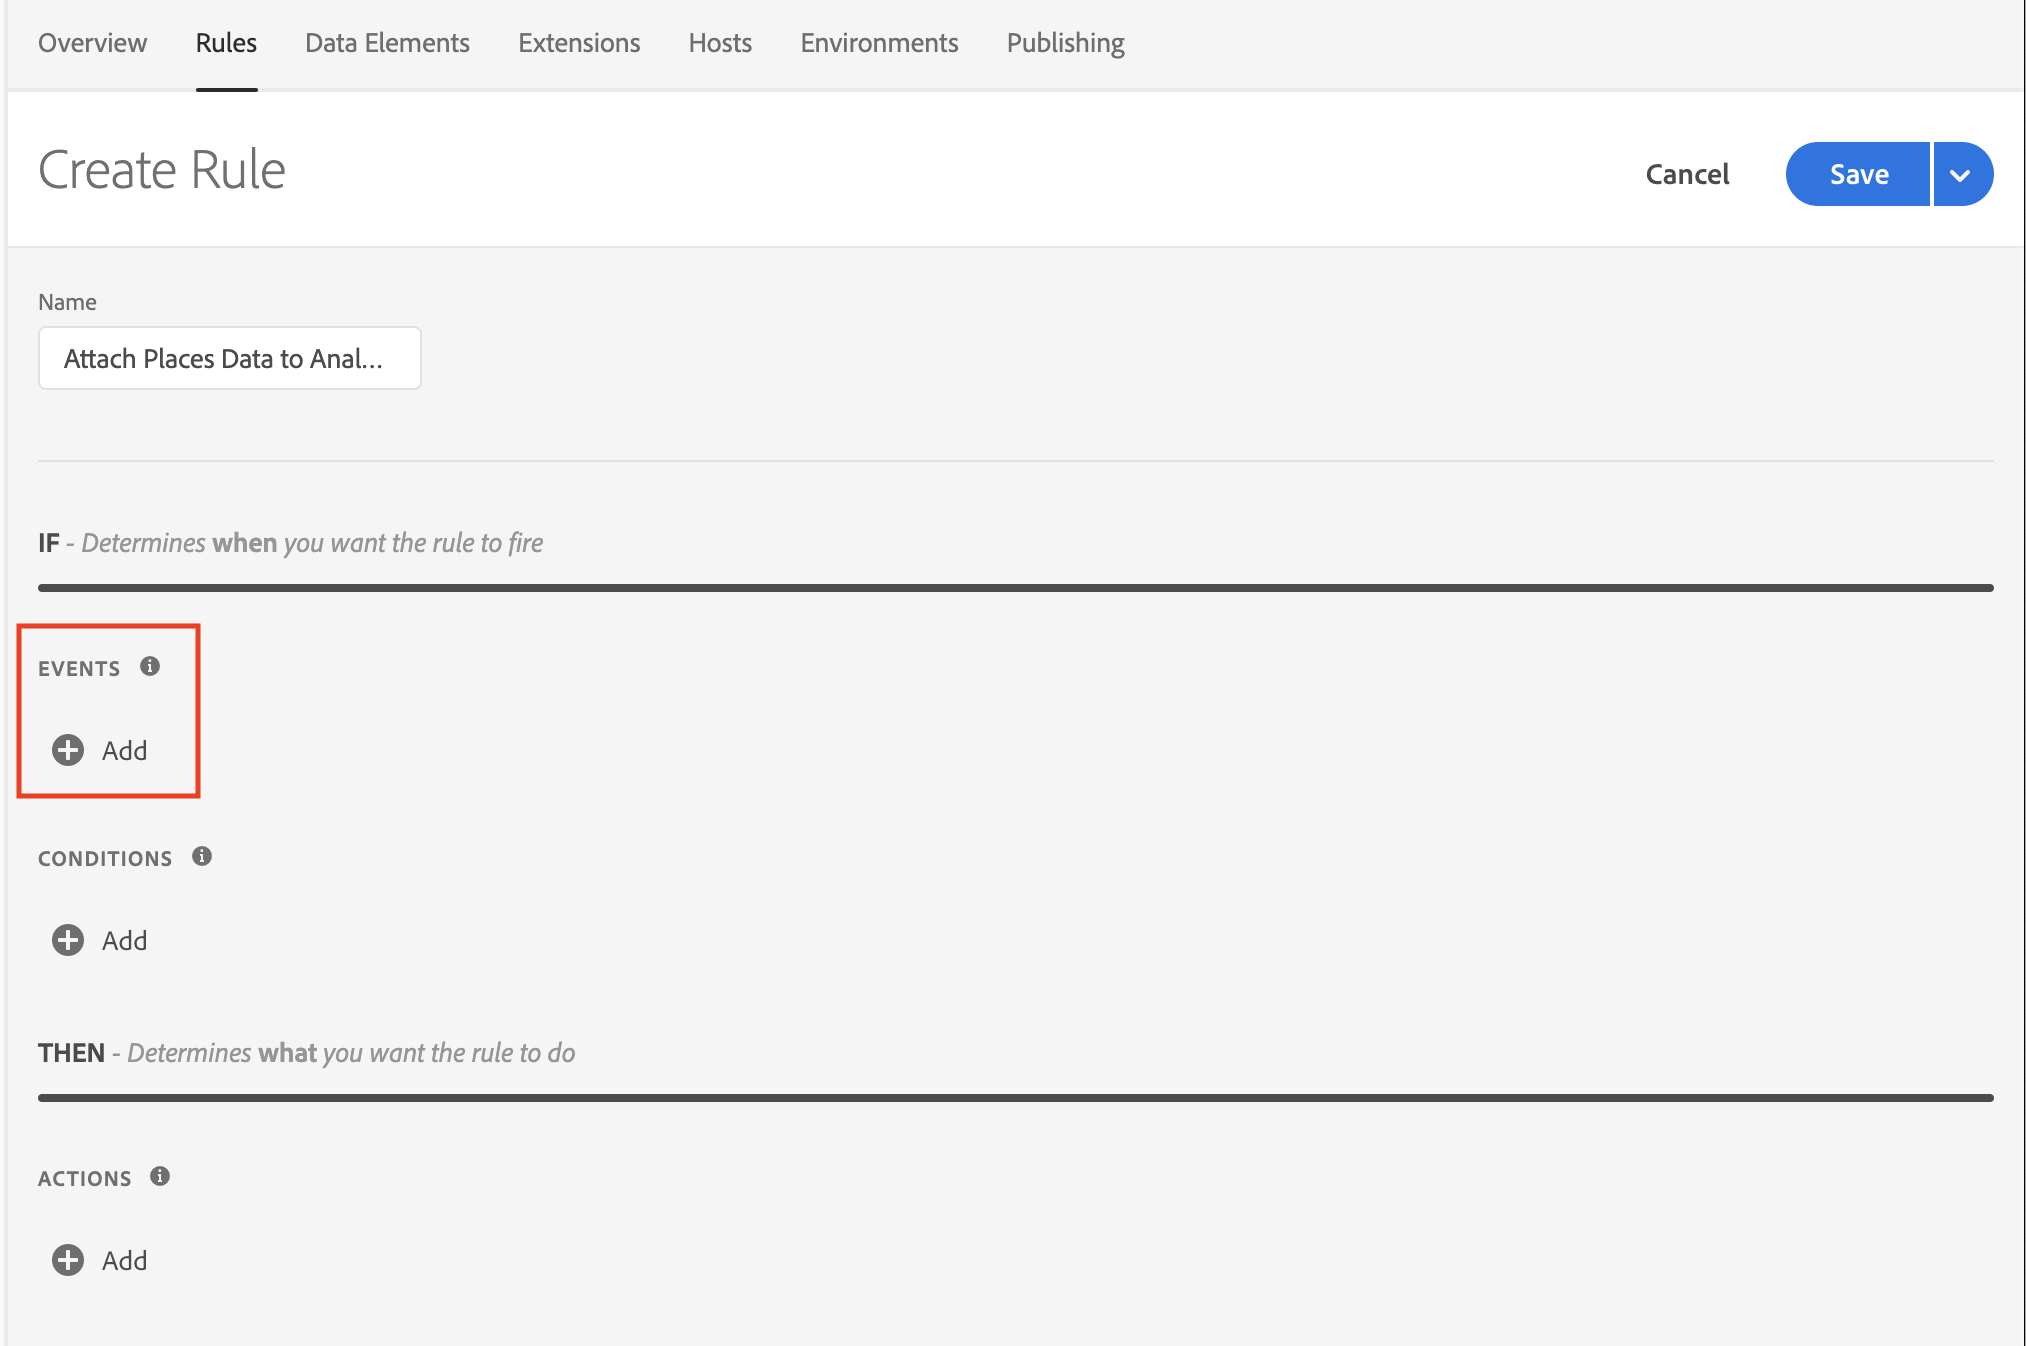 Overview Rules Data Elements Extensions Hosts Environments Publishing
Create Rule
Cancel Save
Name
Attach Places Data to Anal...
IF - Determines when you want the rule to fire
EVENTS
Add
CONDITIONS
Add
THEN - Determines what you want the rule to do
ACTIONS
Add